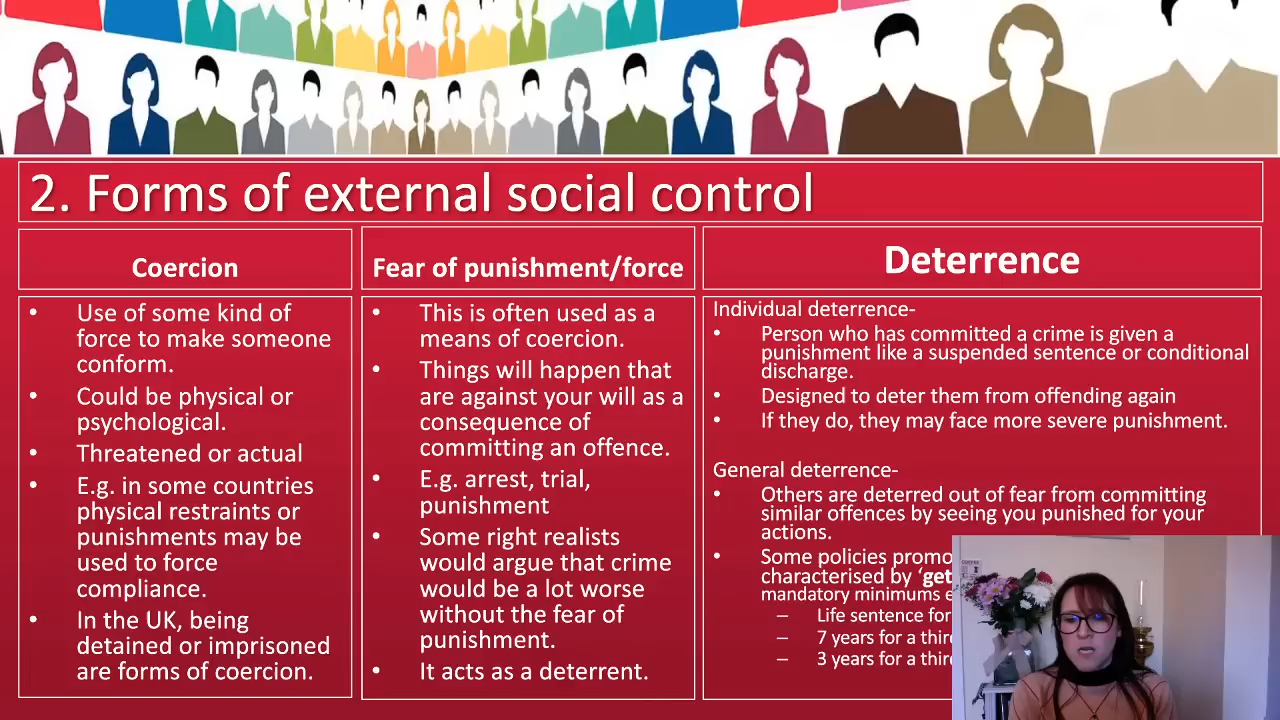 2. Forms of external social control
Coercion
• Use of some kind of
force to make someone
conform.
• Could be physical or
psychological.
• Threatened or actual
• E.g. in some countries
physical restraints or
punishments may be
used to force
compliance.
• In the UK, being
detained or imprisoned
are forms of coercion.
Fear of punishment/force
• This is often used as a
means of coercion.
• Things will happen that
are against your will as a
consequence of
committing an offence.
• E.g. arrest, trial,
punishment
• Some right realists
would argue that crime
would be a lot worse
without the fear of
punishment.
• It acts as a deterrent.
Deterrence
Individual deterrence-
• Person who has committed a crime is given a
punishment like a suspended sentence or conditional
discharge.
• Designed to deter them from offending again
• If they do, they may face more severe punishment.
General deterrence-
• Others are deterred out of fear from committing
similar offences by seeing you punished for your
actions.
• Some policies
characterised by ‘get
mandatory minimums
– Life sentence for
– 7 years for a
– 3 years for a